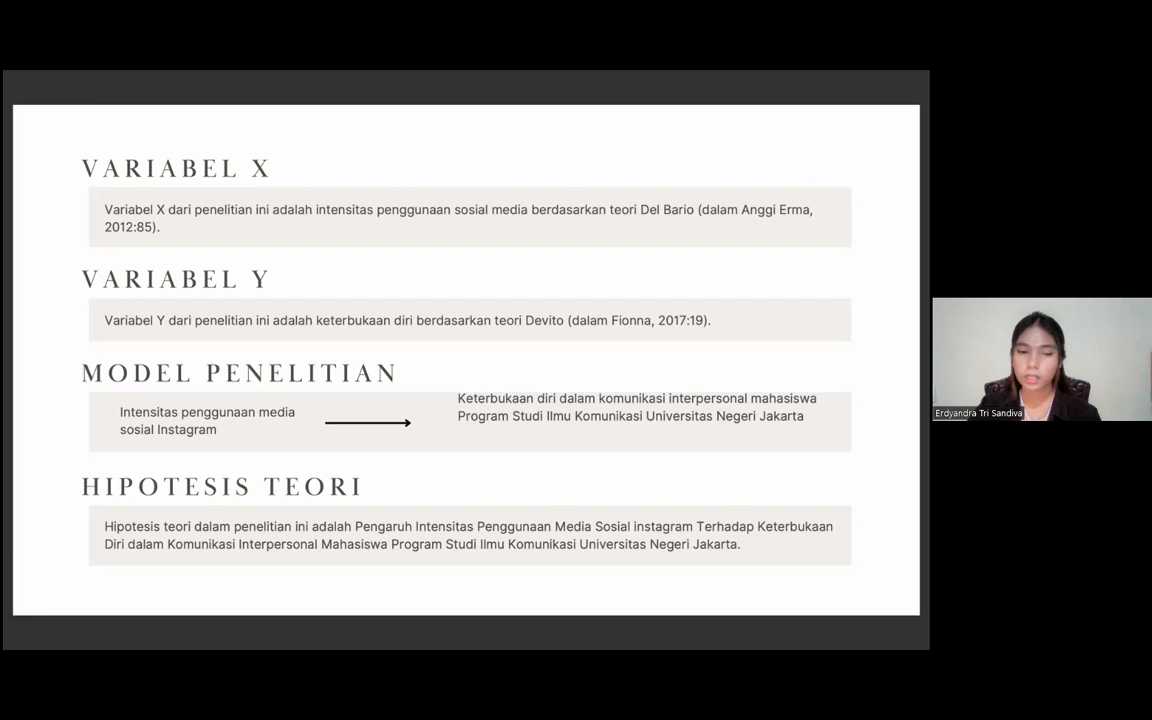 VARIABEL X
Variabel X dari penelitian ini adalah intensitas penggunaan sosial media berdasarkan teori Del Bario (dalam Anggi Erma,
2012:85).
VARIABEL Y
Variabel Y dari penelitian ini adalah keterbukaan diri berdasarkan teori Devito (dalam Fionna, 2017:19).
MODEL PENELITIAN
Intensitas penggunaan media
sosial Instagram
Keterbukaan diri dalam komunikasi interpersonal mahasiswa
Program Studi Ilmu Komunikasi Universitas Negeri Jakarta
HIPOTESIS TEORI
Hipotesis teori dalam penelitian ini adalah Pengaruh Intensitas Penggunaan Media Sosial instagram Terhadap Keterbukaan
Diri dalam Komunikasi Interpersonal Mahasiswa Program Studi Ilmu Komunikasi Universitas Negeri Jakarta.
Erdyandra Tri Sandiva